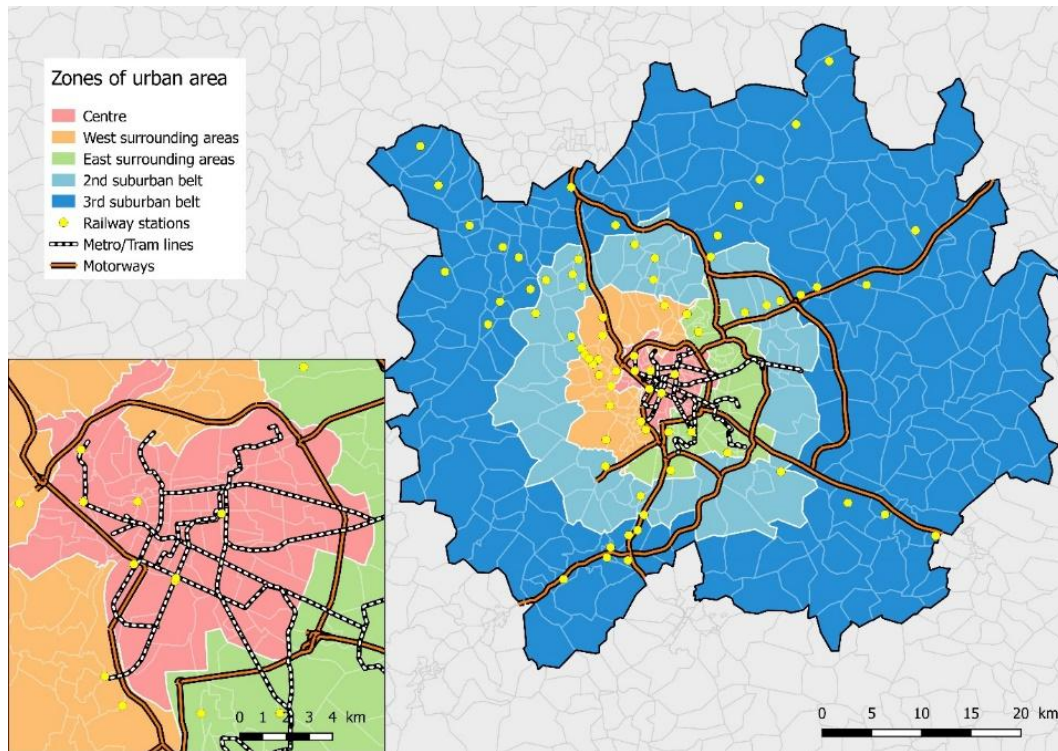 Zones of urban area
Centre
West surrounding areas
East surrounding areas
2nd suburban belt
3rd suburban belt
Railway stations
Metro/Tram lines
Motorways
0 1 2 3 4 km
0 5 10 15 20 km